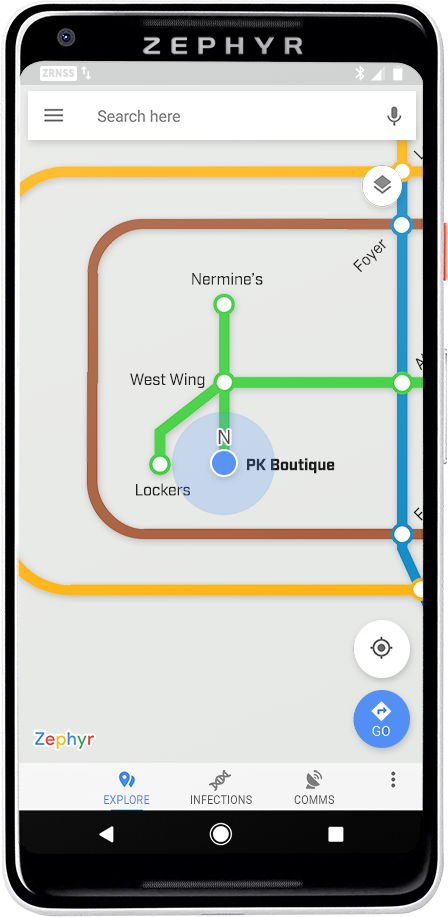 ZEPHYR
ZRNSS
Search here
Foyer
Nermine's
West Wing
N
PK Boutique
Lockers
GO
Zephyr
EXPLORE
INFECTIONS
COMMS